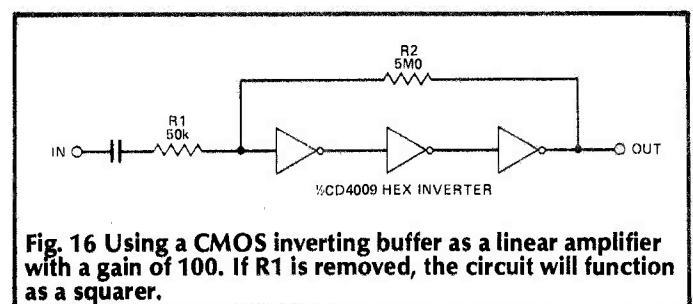 R2
5M0
R1
50k
IN
OUT
½CD4009 HEX INVERTER
Fig. 16 Using a CMOS inverting buffer as a linear amplifier
with a gain of 100. If R1 is removed, the circuit will function
as a squarer.